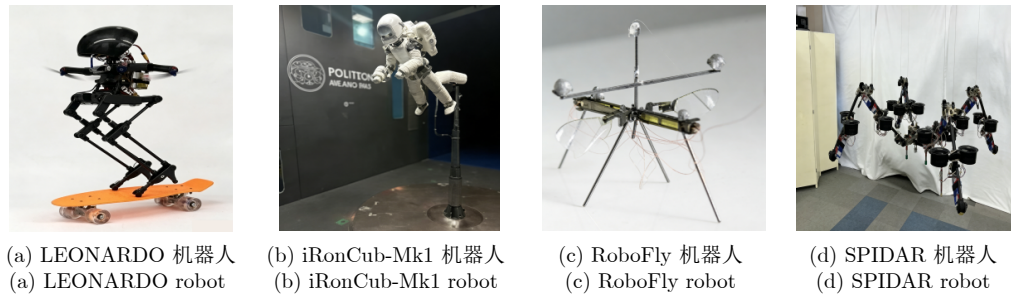 POLITECN
MILANO 1863
(a) LEONARDO 机器人
(a) LEONARDO robot
(b) iRonCub-Mk1 机器人
(b) iRonCub-Mk1 robot
(c) RoboFly 机器人
(c) RoboFly robot
(d) SPIDAR 机器人
(d) SPIDAR robot